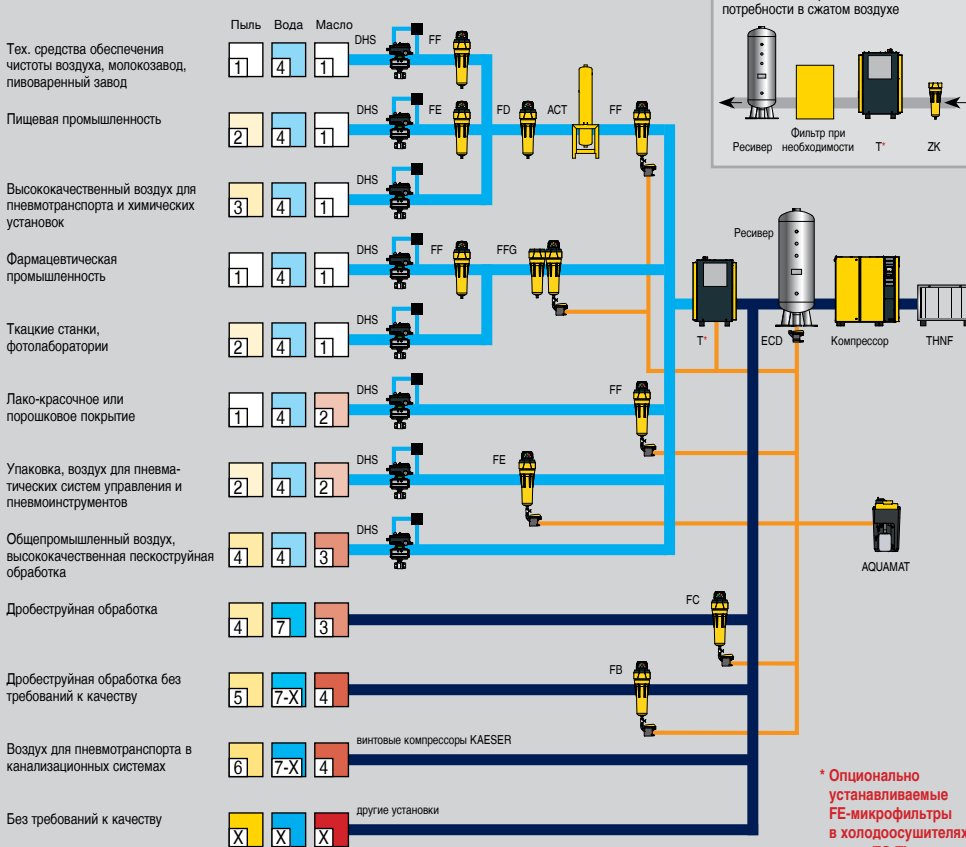 потребности в сжатом воздухе
Ресивер
Фильтр при
необходимости
T*
ZK
Пыль Вода Масло
Тех. средства обеспечения
чистоты воздуха, молокозавод,
пивоваренный завод
1 4 1
DHS FF
Пищевая промышленность
2 4 1
DHS FE FD ACT FF
Высококачественный воздух для
пневмотранспорта и химических
установок
3 4 1
DHS
Фармацевтическая
промышленность
1 4 1
DHS FF FFG
Ресивер
T* ECD Компрессор THNF
Ткацкие станки,
фотолаборатории
2 4 1
DHS
Лако-красочное или
порошковое покрытие
1 4 2
DHS FF
Упаковка, воздух для пневма-
тических систем управления и
пневмоинструментов
2 4 2
DHS FE
Общепромышленный воздух,
высококачественная пескоструйная
обработка
4 4 3
DHS
AQUAMAT
Дробеструйная обработка
4 7 3
FC
Дробеструйная обработка без
требований к качеству
5 7-X 4
FB
Воздух для пневмотранспорта в
канализационных системах
6 7-X 4
винтовые компрессоры KAESER
Без требований к качеству
X X X
другие установки
* Опционально
устанавливаемые
FE-микрофильтры
в холодоосушителях